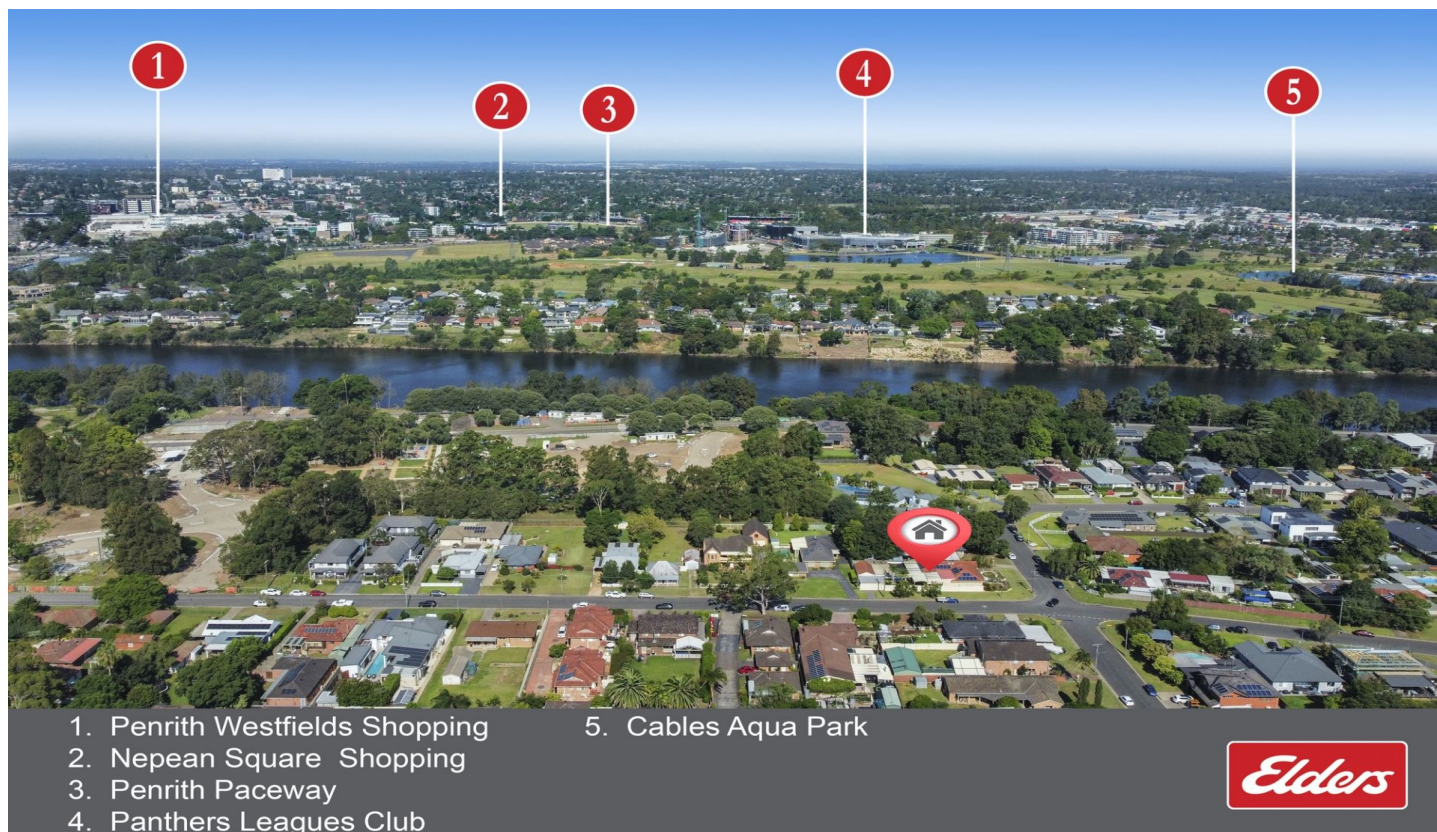 1 2 3 4 5
1. Penrith Westfields Shopping
2. Nepean Square Shopping
3. Penrith Paceway
4. Panthers Leagues Club
5. Cables Aqua Park
Elders